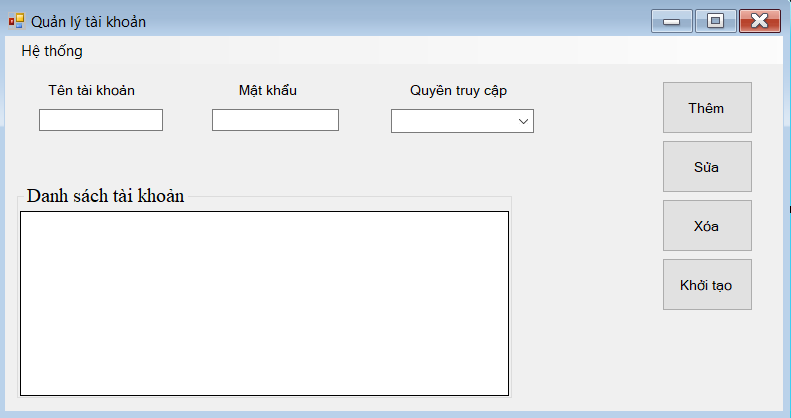 Quản lý tài khoản
Hệ thống
Tên tài khoản
Mật khẩu
Quyền truy cập
Thêm
Sửa
Xóa
Khởi tạo
Danh sách tài khoản